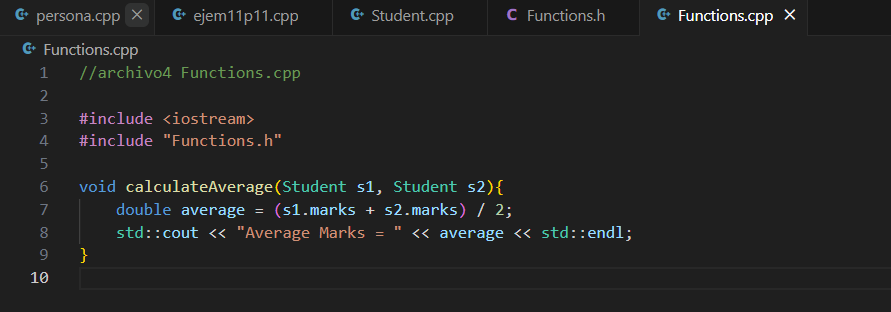 persona.cpp ejem11p11.cpp Student.cpp C Functions.h Functions.cpp
Functions.cpp
1 //archivo4 Functions.cpp
2
3 #include <iostream>
4 #include "Functions.h"
5
6 void calculateAverage(Student s1, Student s2){
7 double average = (s1.marks + s2.marks) / 2;
8 std::cout << "Average Marks = " << average << std::endl;
9 }
10